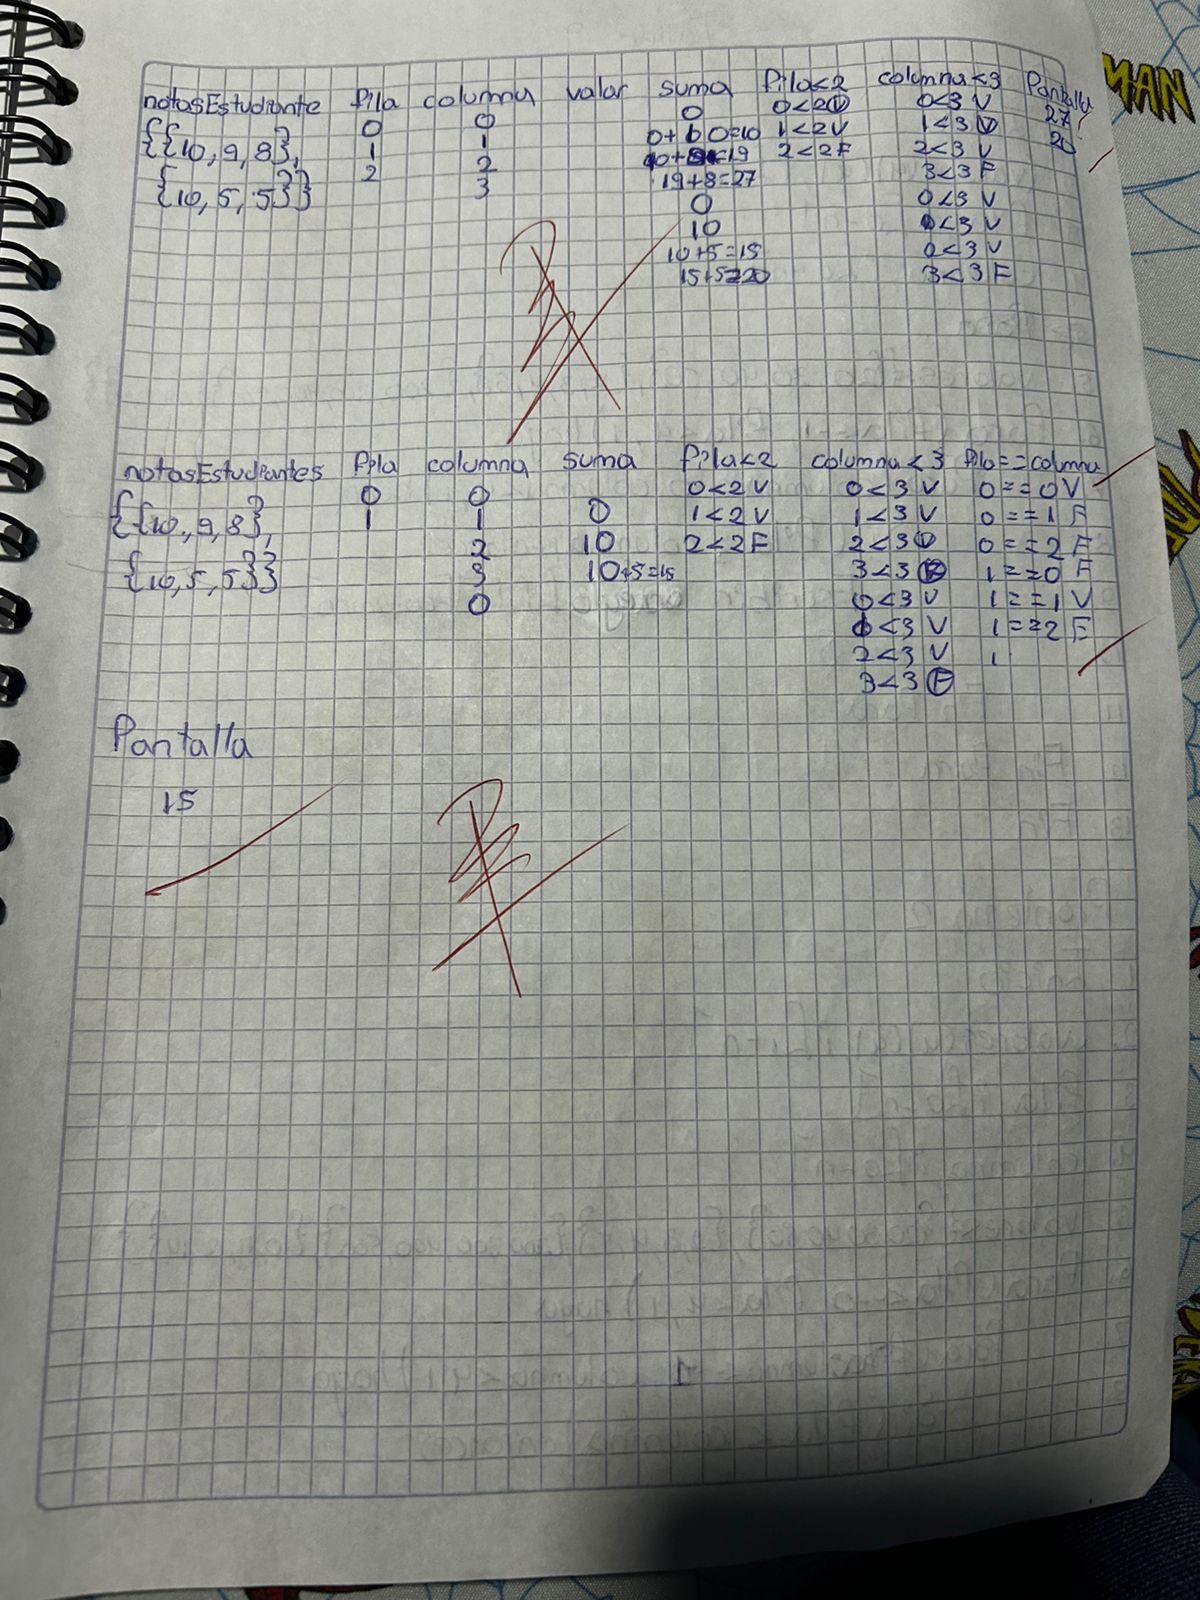 notasEstudiante fila columna valor suma fila<2 columna<3 Pantalla
{{10,9,8}, 0 0 0 0<2 V 0<3 V 27
{10,5,5}} 1 1 0+10=10 1<2 V 1<3 V 20
2 2 10+9=19 2<2 F 2<3 V
3 19+8=27 3<3 F
0 0<3 V
10 1<3 V
10+5=15 0<3 V
15+5=20 3<3 F
notasEstudiantes fila columna suma fila<2 columna<3 fila==columna
0 0 0<2 V 0<3 V 0==0 V
{{10,9,8}, 1 1 0 1<2 V 1<3 V 0==1 F
2 10 2<2 F 2<3 V 0==2 F
{10,5,5}} 3 10+5=15 3<3 F 1==0 F
0 0<3 V 1==1 V
1<3 V 1==2 F
2<3 V 1
3<3 F
Pantalla
15
MAN